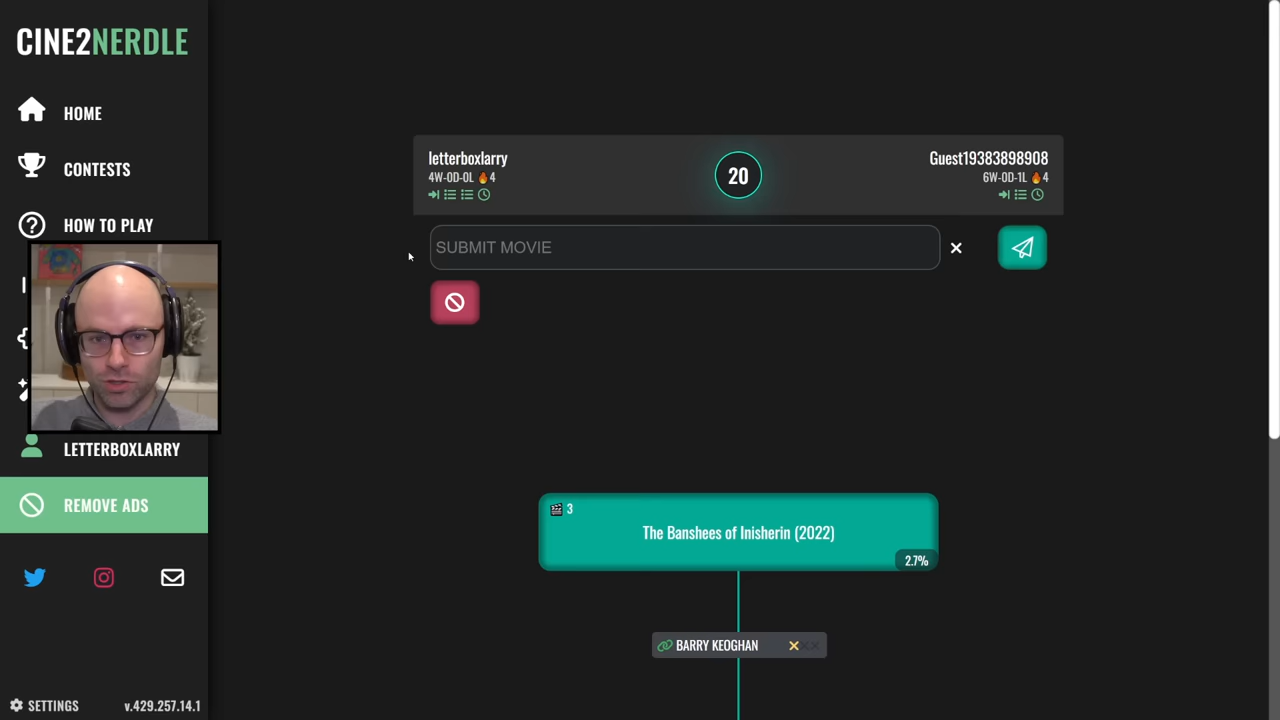 CINE2NERDLE
HOME
CONTESTS
HOW TO PLAY
LETTERBOXLARRY
REMOVE ADS
SETTINGS
v.429.257.14.1
letterboxlarry
4W-0D-0L 🔥4
20
Guest19383898908
6W-0D-1L 🔥4
SUBMIT MOVIE
3
The Banshees of Inisherin (2022)
2.7%
BARRY KEOGHAN